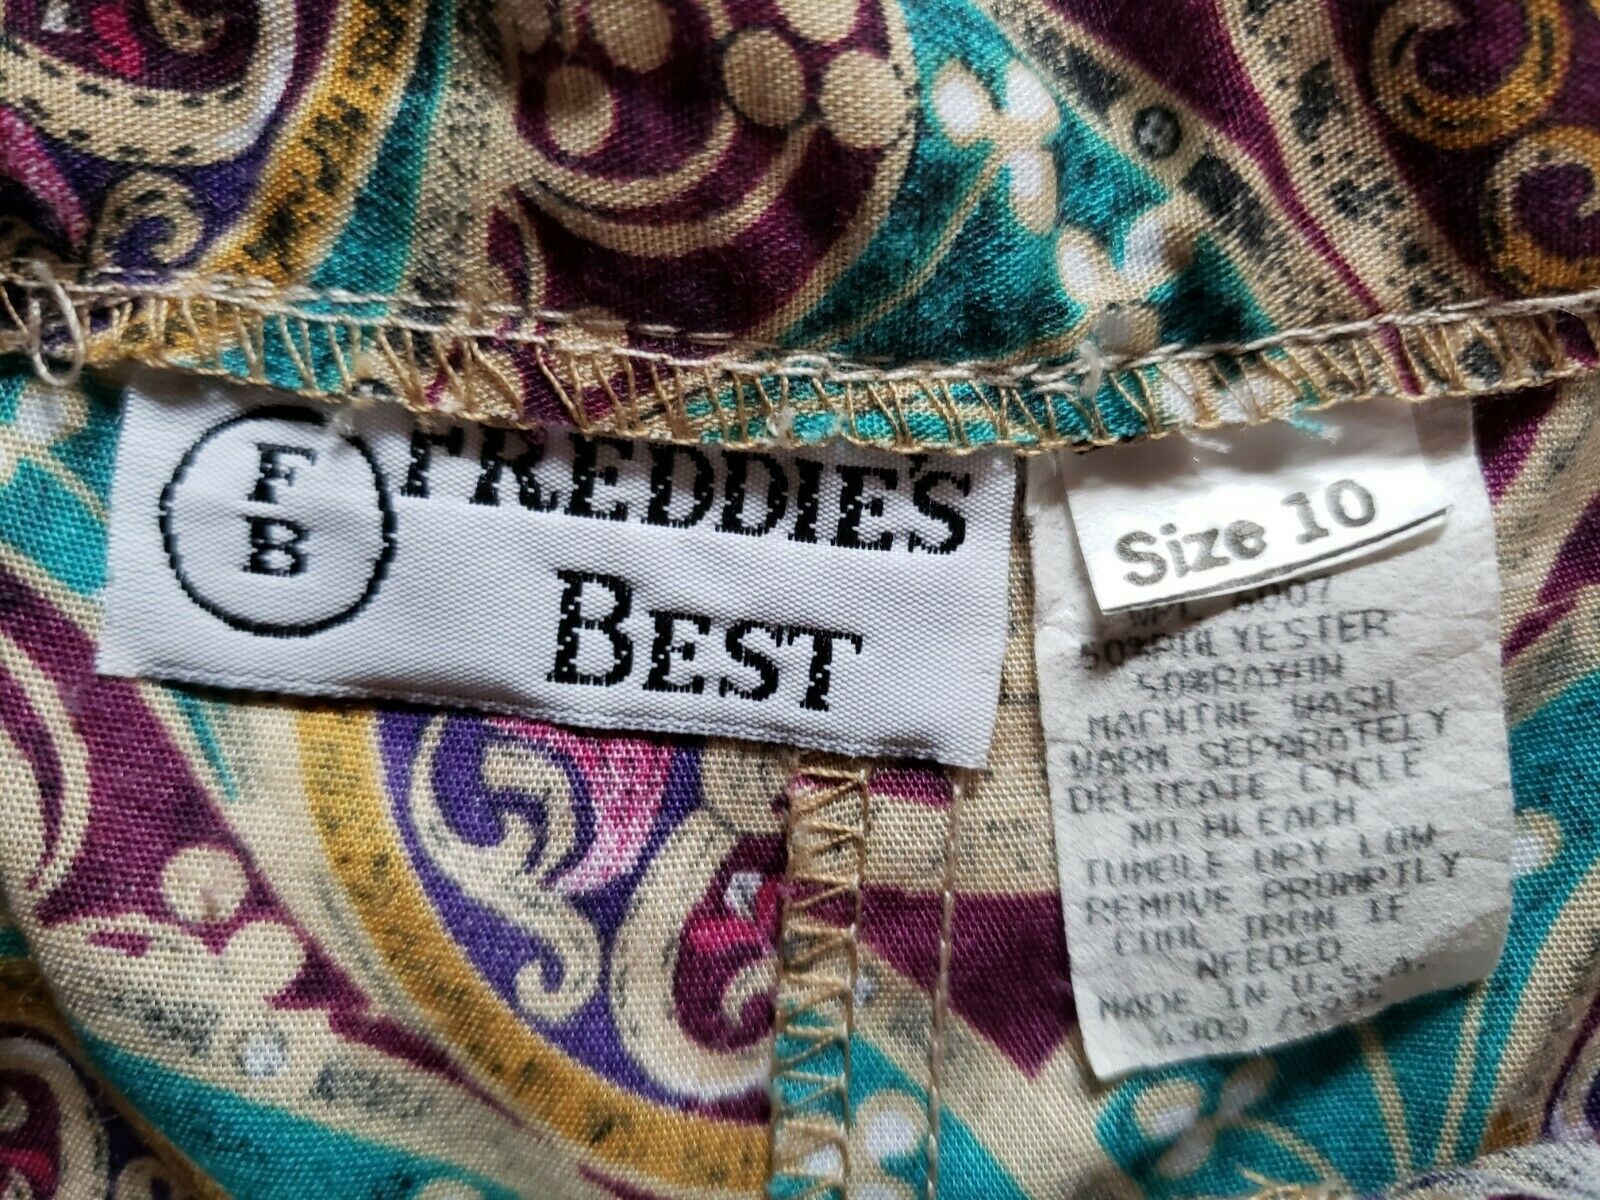 F
B
FREDDIE'S
BEST
Size 10
50%POLYESTER
50%RAYON
MACHINE WASH
WARM SEPARATELY
DELICATE CYCLE
NO BLEACH
TUMBLE DRY LOW
REMOVE PROMPTLY
COOL IRON IF
NEEDED
MADE IN U.S.A.